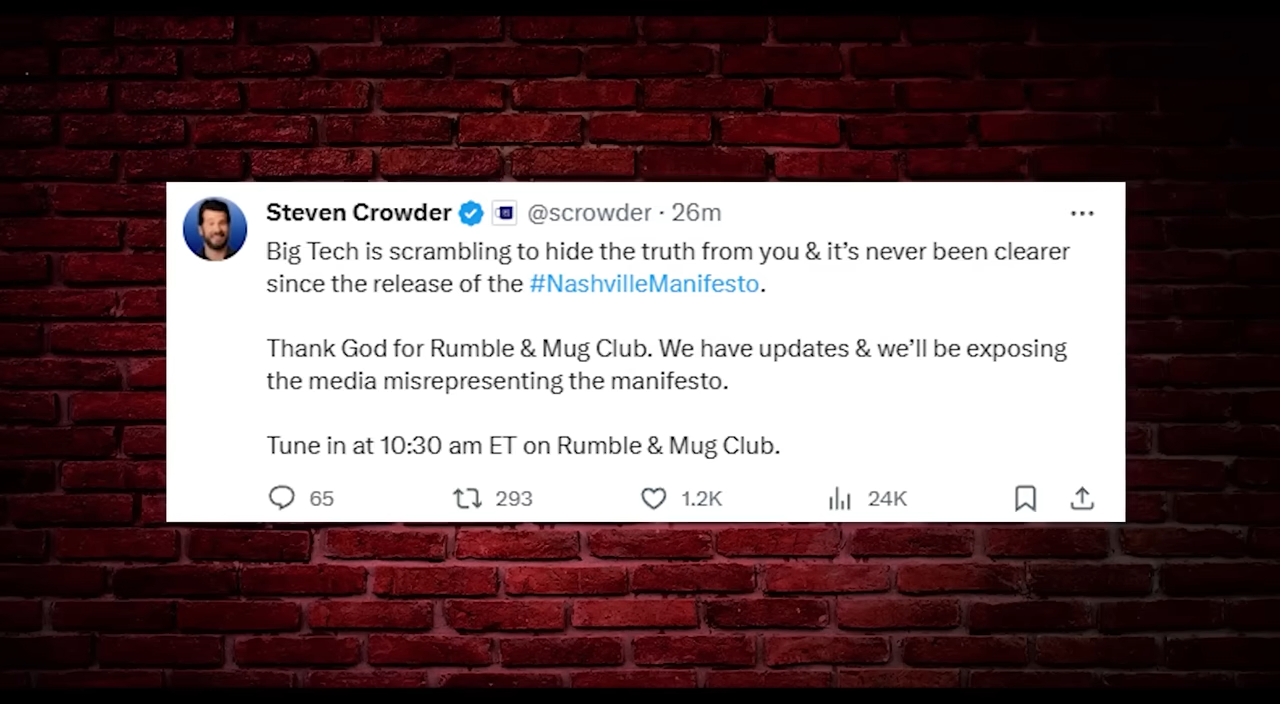 Steven Crowder @scrowder · 26m
Big Tech is scrambling to hide the truth from you & it’s never been clearer
since the release of the #NashvilleManifesto.
Thank God for Rumble & Mug Club. We have updates & we’ll be exposing
the media misrepresenting the manifesto.
Tune in at 10:30 am ET on Rumble & Mug Club.
65 293 1.2K 24K